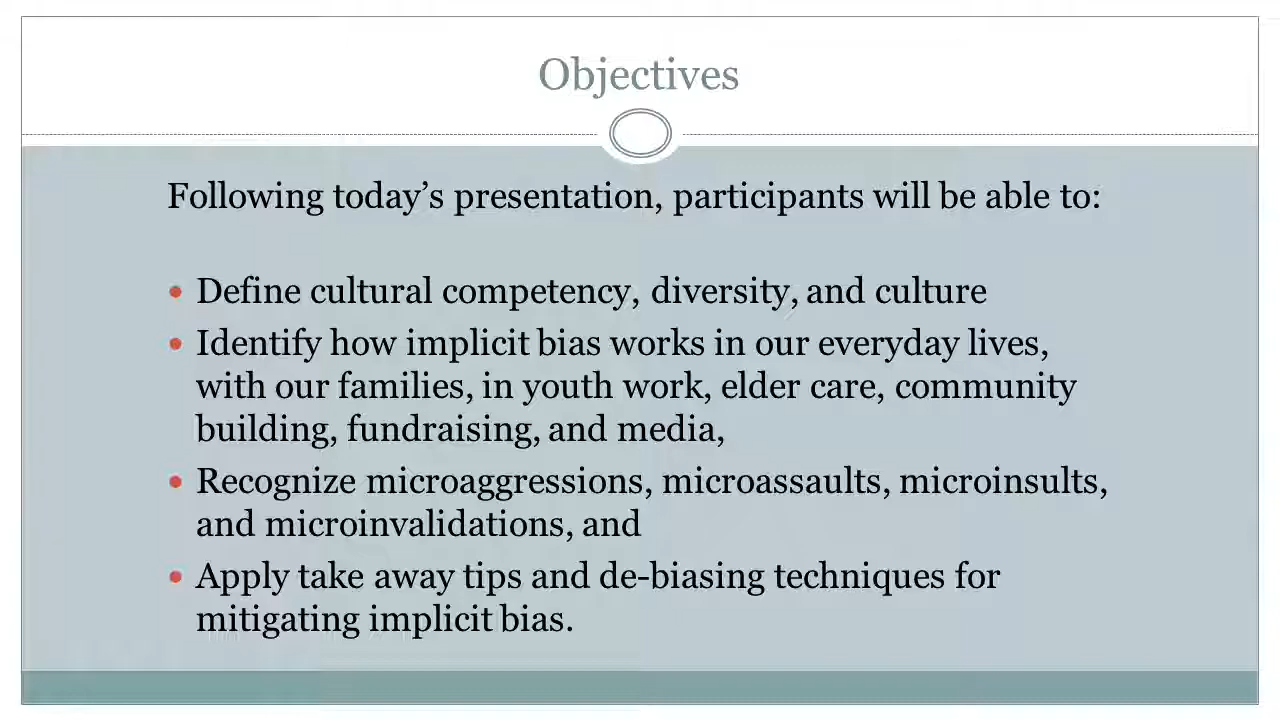 Objectives
Following today’s presentation, participants will be able to:
• Define cultural competency, diversity, and culture
• Identify how implicit bias works in our everyday lives,
with our families, in youth work, elder care, community
building, fundraising, and media,
• Recognize microaggressions, microassaults, microinsults,
and microinvalidations, and
• Apply take away tips and de-biasing techniques for
mitigating implicit bias.